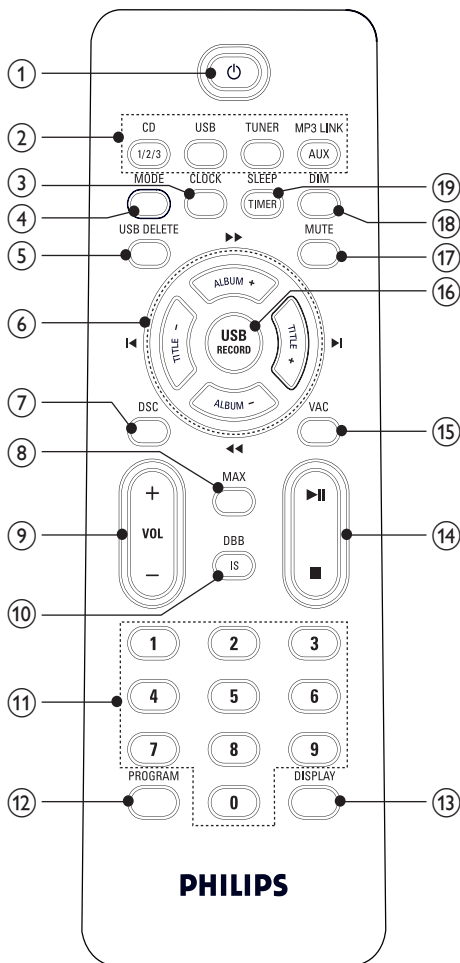 1
2
CD USB TUNER MP3 LINK
1/2/3 AUX
3
MODE CLOCK SLEEP DIM
TIMER
19
4
18
USB DELETE MUTE
5
17
ALBUM +
16
6
TITLE -
USB
RECORD
TITLE +
ALBUM -
7
DSC VAC
15
8
MAX
+
9
VOL
14
DBB
-
IS
10
1 2 3
11
4 5 6
7 8 9
PROGRAM DISPLAY
12
0
13
PHILIPS